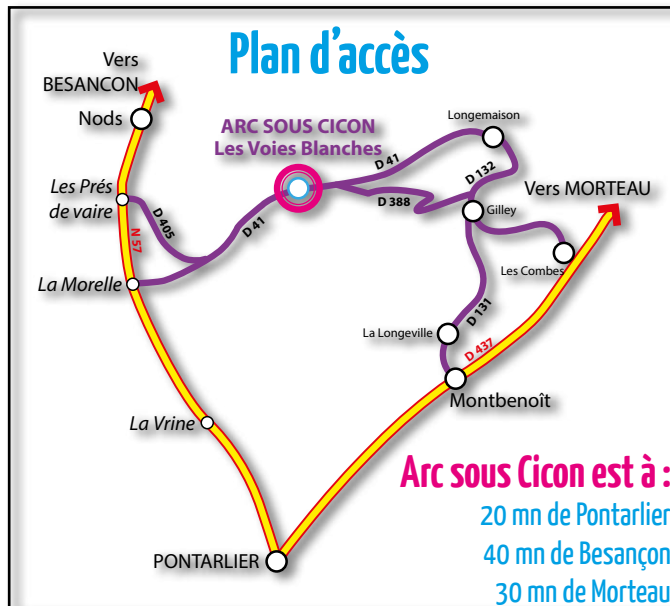 Plan d'accès
Vers
BESANCON
Nods
Longemaison
ARC SOUS CICON
Les Voies Blanches
D 41
D 132
Les Prés
de vaire
D 388
Vers MORTEAU
Gilley
D 405
N 57
D 41
Les Combes
La Morelle
D 131
La Longeville
D 437
Montbenoît
La Vrine
Arc sous Cicon est à :
20 mn de Pontarlier
40 mn de Besançon
PONTARLIER
30 mn de Morteau